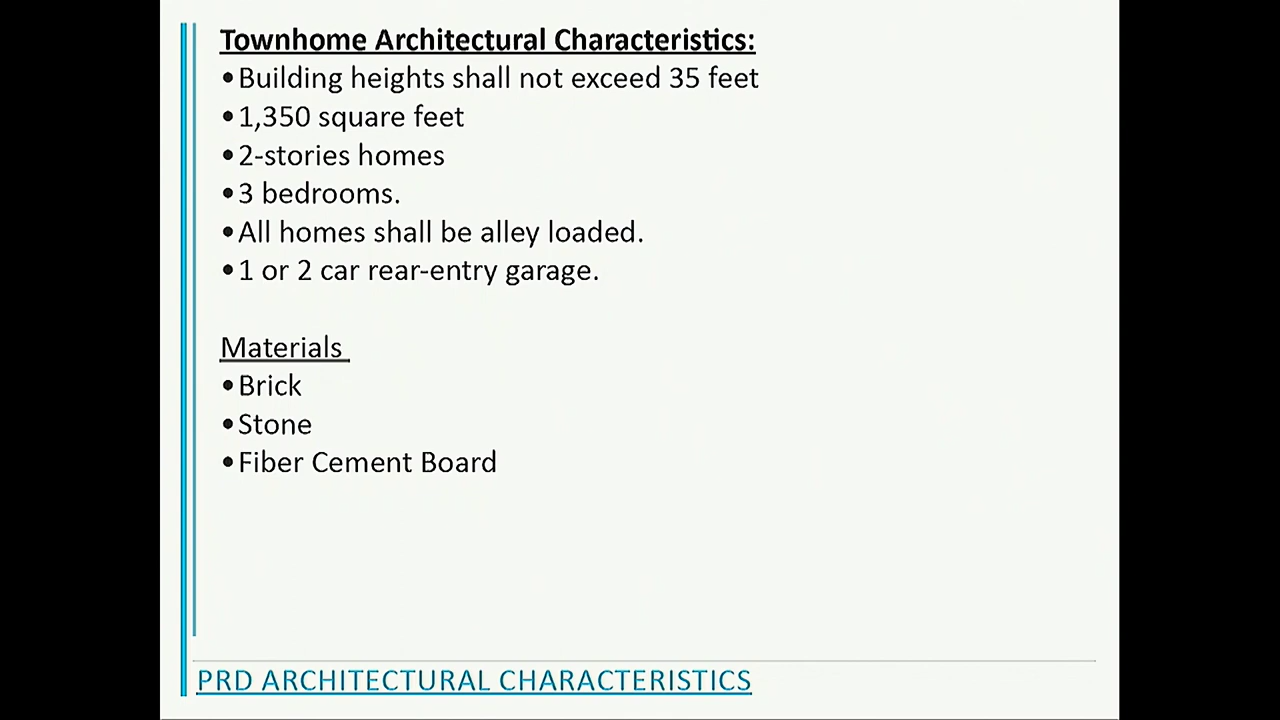 Townhome Architectural Characteristics:
•Building heights shall not exceed 35 feet
•1,350 square feet
•2-stories homes
•3 bedrooms.
•All homes shall be alley loaded.
•1 or 2 car rear-entry garage.
Materials
•Brick
•Stone
•Fiber Cement Board
PRD ARCHITECTURAL CHARACTERISTICS